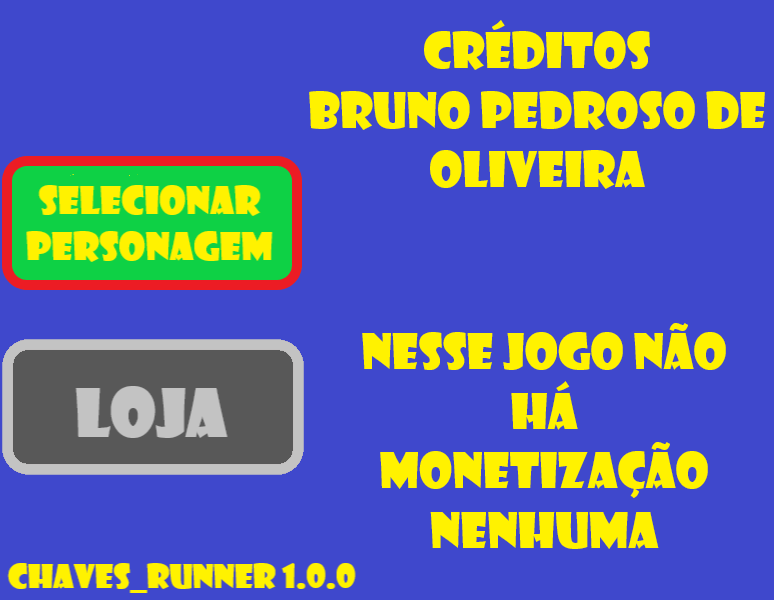 CRÉDITOS
BRUNO PEDROSO DE
OLIVEIRA
SELECIONAR
PERSONAGEM
NESSE JOGO NÃO
HÁ
MONETIZAÇÃO
NENHUMA
LOJA
CHAVES_RUNNER 1.0.0